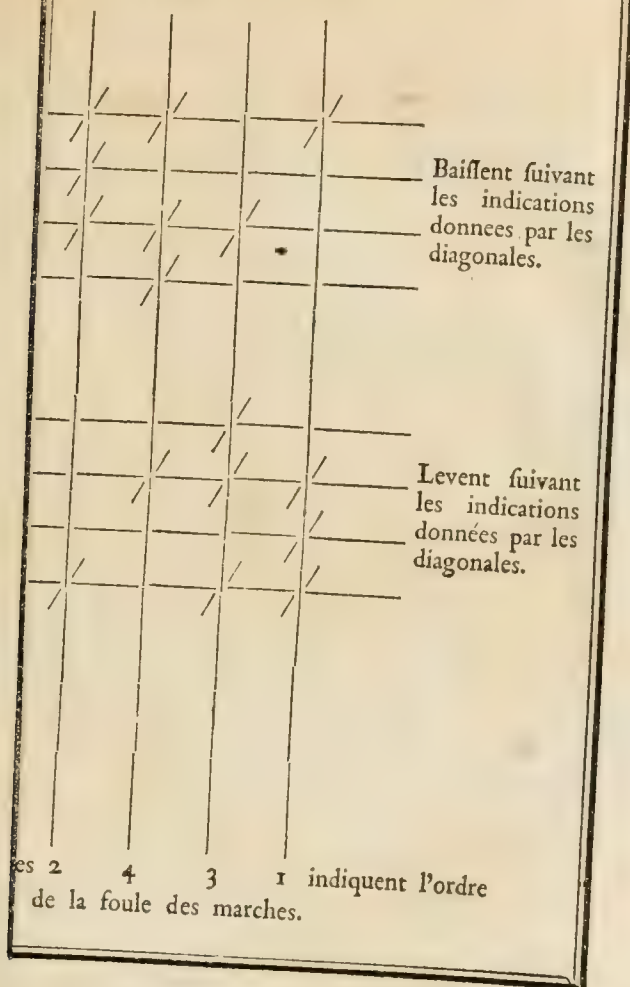 Baiſſent ſuivant
les indications
donnees par les
diagonales.
Levent ſuivant
les indications
données par les
diagonales.
es 2 4 3 1 indiquent l'ordre
de la foule des marches.